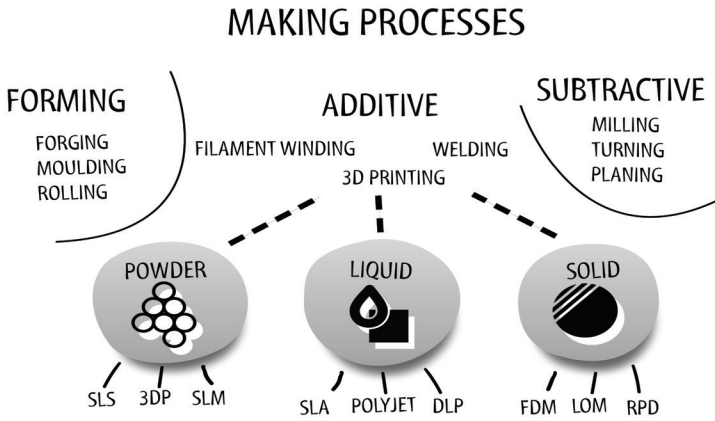 MAKING PROCESSES
FORMING
FORGING
MOULDING
ROLLING
ADDITIVE
FILAMENT WINDING
WELDING
3D PRINTING
SUBTRACTIVE
MILLING
TURNING
PLANING
POWDER
SLS
3DP
SLM
LIQUID
SLA
POLYJET
DLP
SOLID
FDM
LOM
RPD